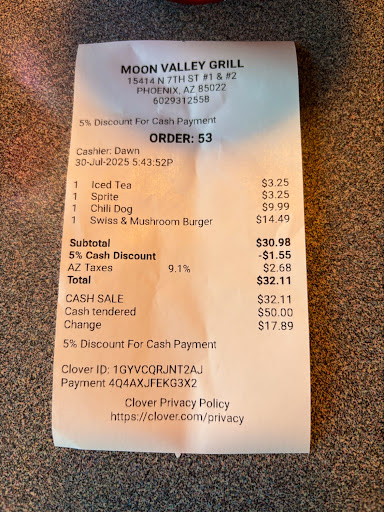 MOON VALLEY GRILL
15414 N 7TH ST #1 & #2
PHOENIX, AZ 85022
6029312558
5% Discount For Cash Payment
ORDER: 53
Cashier: Dawn
30-Jul-2025 5:43:52P
1 Iced Tea $3.25
1 Sprite $3.25
1 Chili Dog $9.99
1 Swiss & Mushroom Burger $14.49
Subtotal $30.98
5% Cash Discount -$1.55
AZ Taxes 9.1% $2.68
Total $32.11
CASH SALE $32.11
Cash tendered $50.00
Change $17.89
5% Discount For Cash Payment
Clover ID: 1GYVCQRJNT2AJ
Payment 4Q4AXJFEKG3X2
Clover Privacy Policy
https://clover.com/privacy